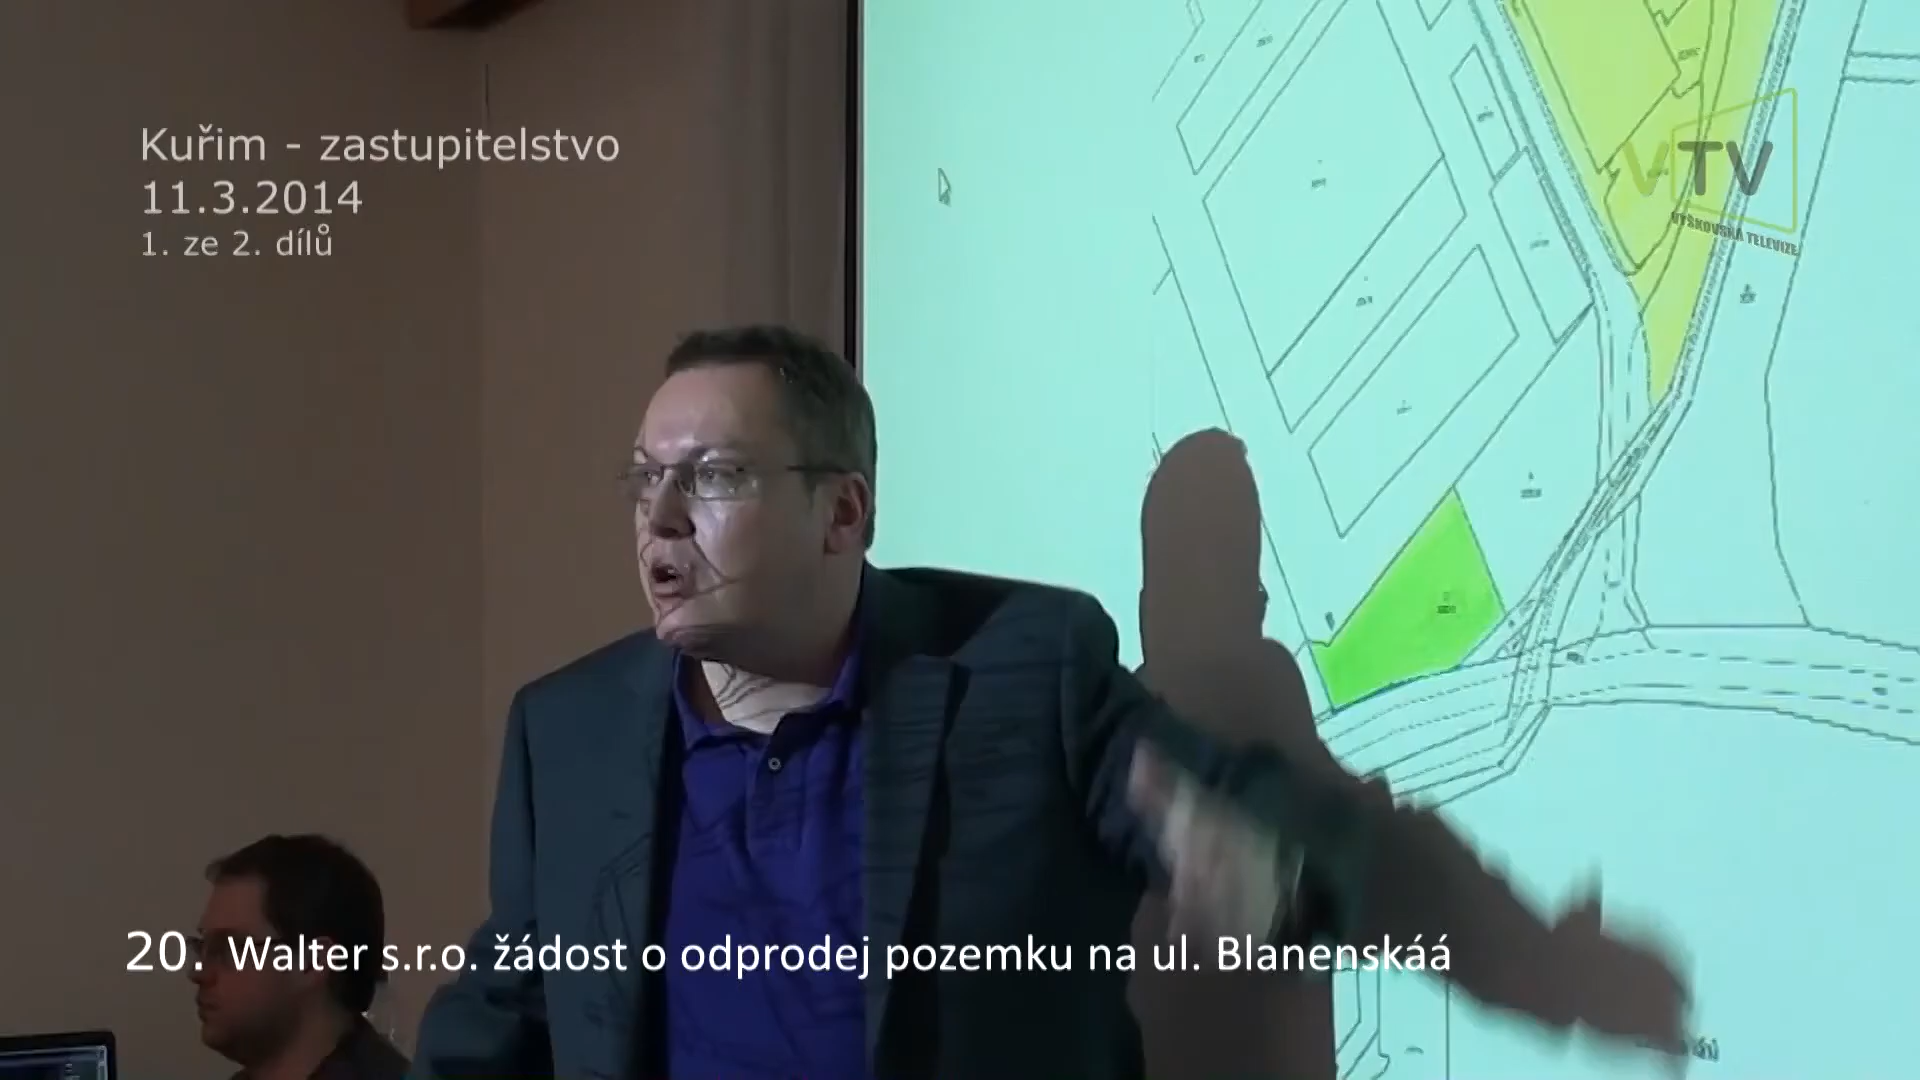 Kuřim - zastupitelstvo
11.3.2014
1. ze 2. dílů
VTV
VYŠKOVSKÁ TELEVIZE
20. Walter s.r.o. žádost o odprodej pozemku na ul. Blanenskáá